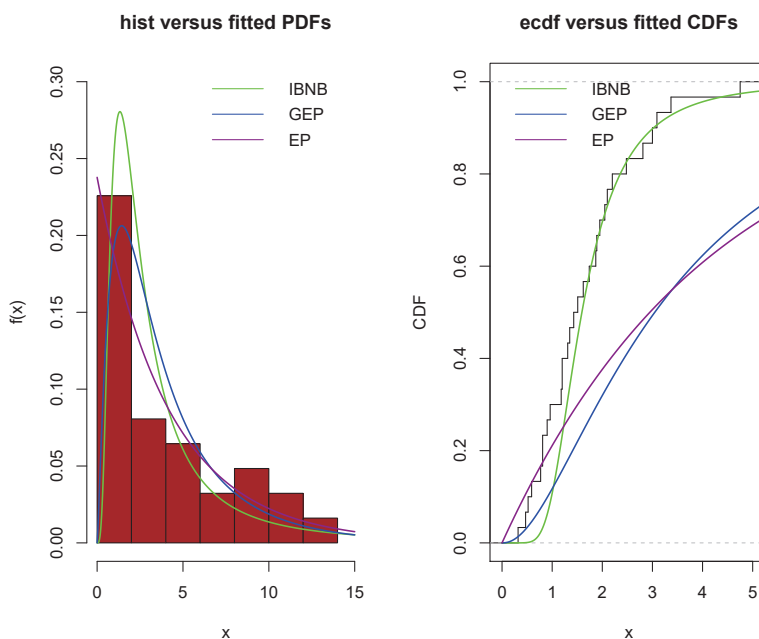 hist versus fitted PDFs
f(x)
0.30
0.25
0.20
0.15
0.10
0.05
0.00
IBNB
GEP
EP
0 5 10 15
x
ecdf versus fitted CDFs
CDF
1.0
0.8
0.6
0.4
0.2
0.0
IBNB
GEP
EP
0 1 2 3 4 5
x